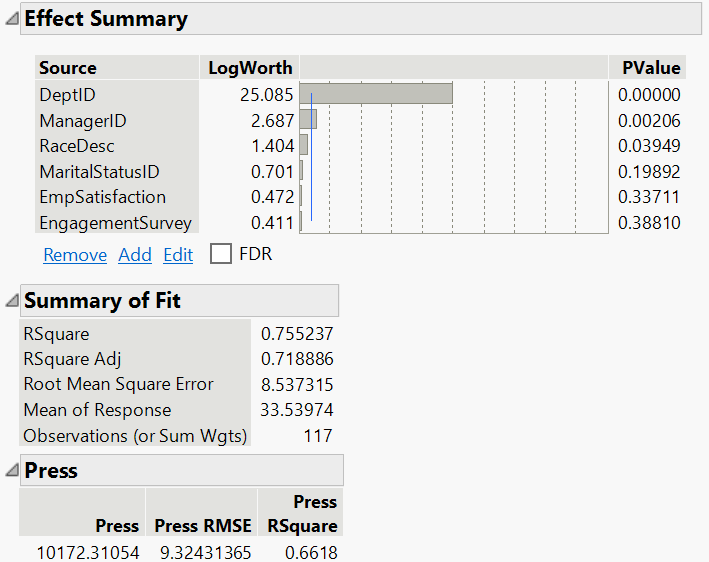 Effect Summary
Source LogWorth PValue
DeptID 25.085 0.00000
ManagerID 2.687 0.00206
RaceDesc 1.404 0.03949
MaritalStatusID 0.701 0.19892
EmpSatisfaction 0.472 0.33711
EngagementSurvey 0.411 0.38810
Remove Add Edit FDR
Summary of Fit
RSquare 0.755237
RSquare Adj 0.718886
Root Mean Square Error 8.537315
Mean of Response 33.53974
Observations (or Sum Wgts) 117
Press
Press
Press Press RMSE RSquare
10172.31054 9.32431365 0.6618